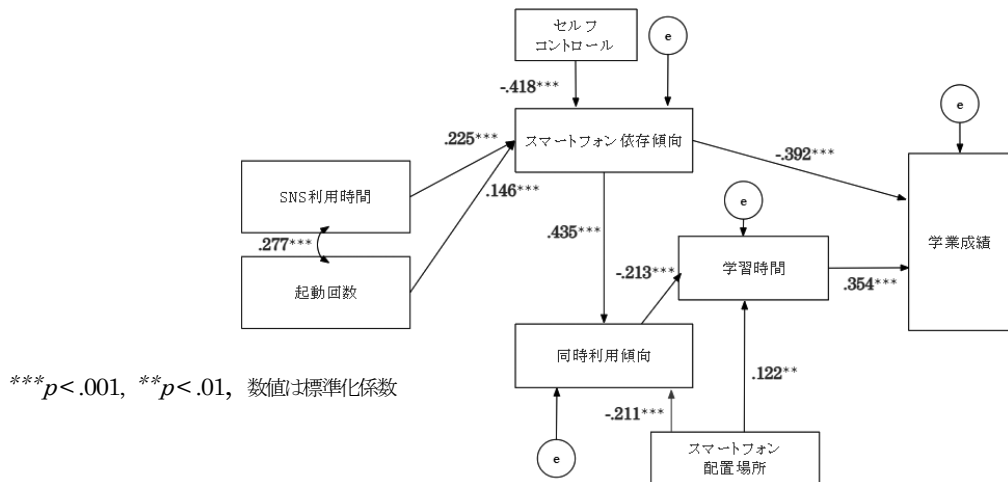 セルフ
コントロール
e
-.418***
e
スマートフォン依存傾向
.225***
-.392***
SNS利用時間
.146***
e
.277***
.435***
学業成績
起動回数
-.213***
学習時間
.354***
同時利用傾向
***p<.001, **p<.01, 数値は標準化係数
.122**
-.211***
e
スマートフォン
配置場所